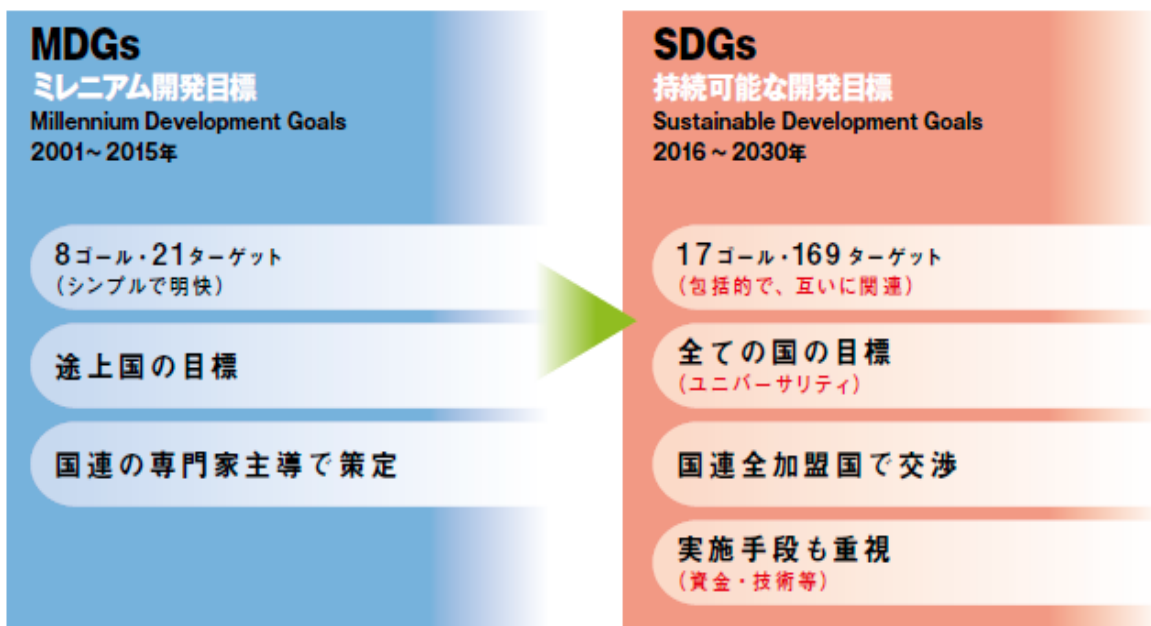 MDGs
ミレニアム開発目標
Millennium Development Goals
2001~2015年
8ゴール・21ターゲット
(シンプルで明快)
途上国の目標
国連の専門家主導で策定
SDGs
持続可能な開発目標
Sustainable Development Goals
2016~2030年
17ゴール・169ターゲット
(包括的で、互いに関連)
全ての国の目標
(ユニバーサリティ)
国連全加盟国で交渉
実施手段も重視
(資金・技術等)